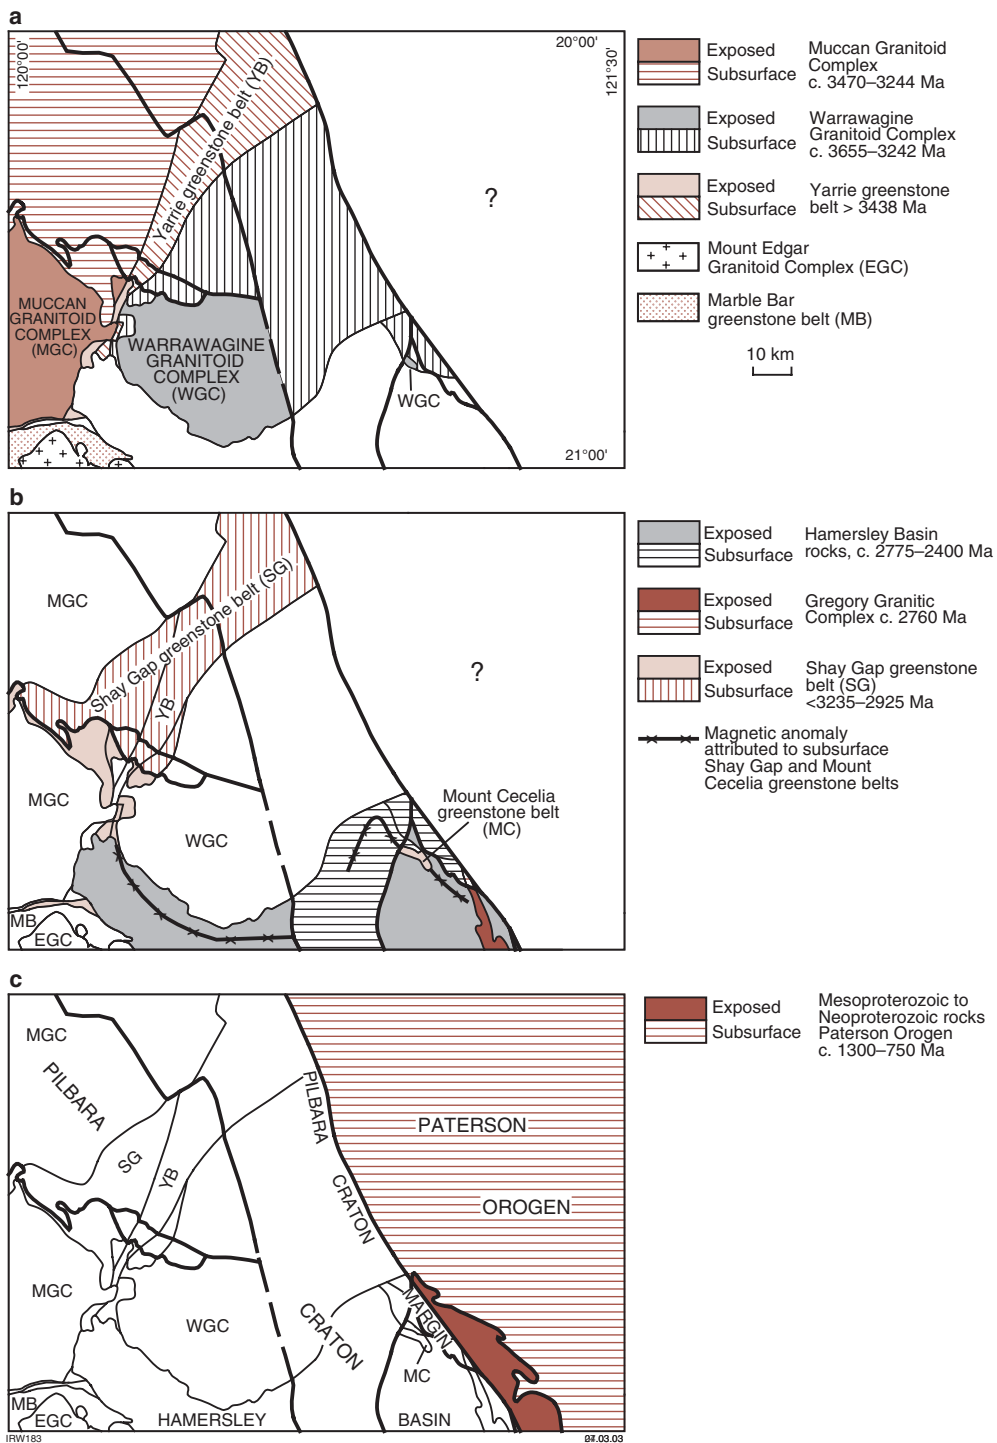 a
120°00'
20°00'
121°30'
Yarrie greenstone belt (YB)
?
MUCCAN
GRANITOID
COMPLEX
(MGC)
WARRAWAGINE
GRANITOID
COMPLEX
(WGC)
WGC
21°00'
Exposed
Subsurface
Muccan Granitoid
Complex
c. 3470–3244 Ma
Exposed
Subsurface
Warrawagine
Granitoid Complex
c. 3655–3242 Ma
Exposed
Subsurface
Yarrie greenstone
belt > 3438 Ma
Mount Edgar
Granitoid Complex (EGC)
Marble Bar
greenstone belt (MB)
10 km
b
MGC
Shay Gap greenstone belt (SG)
YB
?
MGC
WGC
Mount Cecelia
greenstone belt
(MC)
MB
EGC
Exposed
Subsurface
Hamersley Basin
rocks, c. 2775–2400 Ma
Exposed
Subsurface
Gregory Granitic
Complex c. 2760 Ma
Exposed
Subsurface
Shay Gap greenstone
belt (SG)
<3235–2925 Ma
Magnetic anomaly
attributed to subsurface
Shay Gap and Mount
Cecelia greenstone belts
c
MGC
PILBARA
SG
YB
PILBARA
CRATON
MARGIN
PATERSON
OROGEN
MGC
WGC
CRATON
MC
MB
EGC
HAMERSLEY
BASIN
Exposed
Subsurface
Mesoproterozoic to
Neoproterozoic rocks
Paterson Orogen
c. 1300–750 Ma
IRW183